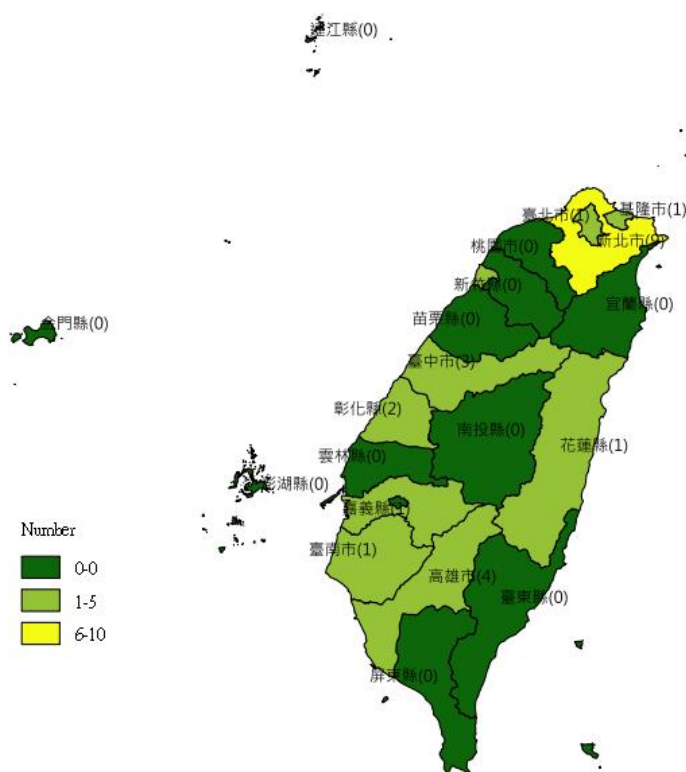 連江縣(0)
臺北市(1)
基隆市(1)
新北市(9)
桃園市(0)
新竹縣(0)
宜蘭縣(0)
苗栗縣(0)
金門縣(0)
臺中市(3)
彰化縣(2)
南投縣(0)
花蓮縣(1)
雲林縣(0)
澎湖縣(0)
嘉義縣(1)
臺南市(1)
高雄市(4)
臺東縣(0)
屏東縣(0)
Number
0-0
1-5
6-10